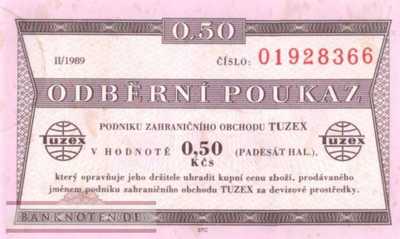 0.50
II/1989 ČÍSLO: 01928366
ODBĚRNÍ POUKAZ
PODNIKU ZAHRANIČNÍHO OBCHODU TUZEX
Tuzex V HODNOTĚ 0,50 (PADESÁT HAL.), Tuzex
KČS
který opravňuje jeho držitele uhradit kupní cenu zboží, prodávaného
jménem podniku zahraničního obchodu TUZEX za devizové prostředky.
BANKNOTEN.DE
STC